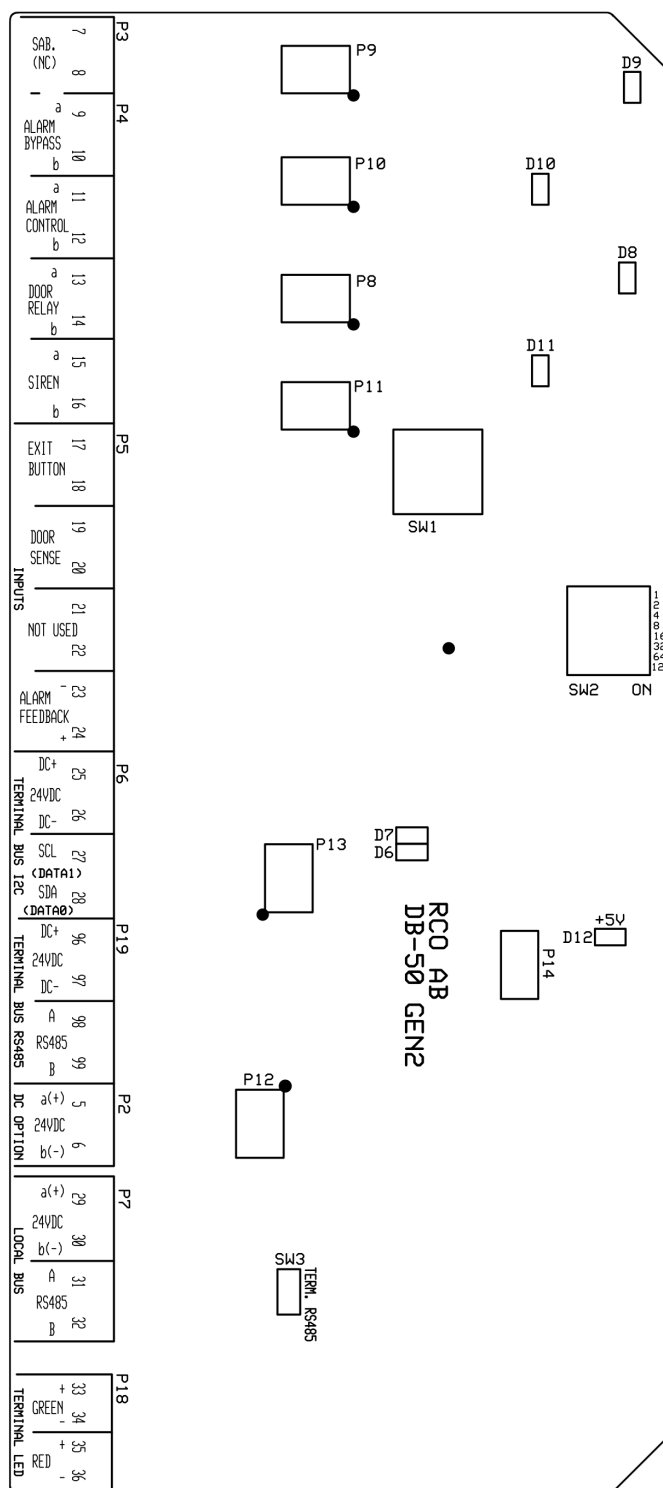 P3
7
SAB.
(NC)
8
P4
a 9
ALARM
BYPASS
10
b
a 11
ALARM
CONTROL
12
b
a 13
DOOR
RELAY
14
b
a 15
SIREN
16
b
P5
17
EXIT
BUTTON
18
19
DOOR
SENSE
20
INPUTS
21
NOT USED
22
- 23
ALARM
FEEDBACK
24
+
P6
DC+ 25
24VDC
DC- 26
TERMINAL BUS I2C
SCL 27
(DATA1)
SDA 28
(DATA0)
P19
DC+ 96
24VDC
DC- 97
TERMINAL BUS RS485
A 98
RS485
B 99
P2
a(+) 5
24VDC
b(-) 6
DC OPTION
P7
a(+) 29
24VDC
b(-) 30
LOCAL BUS
A 31
RS485
B 32
P18
+ 33
GREEN
- 34
TERMINAL LED
+ 35
RED
- 36
P9
P10
P8
P11
D9
D10
D8
D11
SW1
1
2
4
8
16
32
64
12
SW2 ON
P13
D7
D6
RCO AB
DB-50 GEN2
+5V
D12
P14
P12
SW3
TERM. RS485